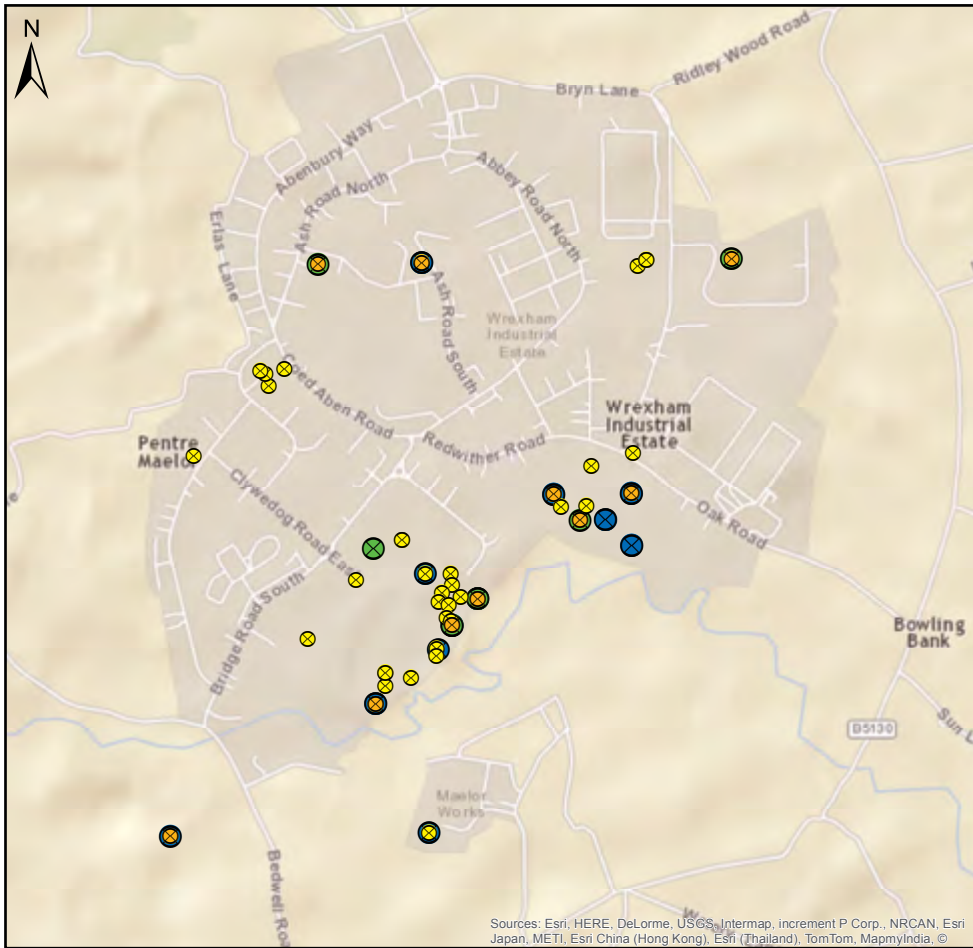 N
Ridley Wood Road
Bryn Lane
Abenbury Way
Abbey Road North
Ash Road North
Erlas Lane
Ash Road South
Wrexham
Industrial
Estate
Coed Aben Road
Wrexham
Industrial
Estate
Redwither Road
Pentre
Maelor
Clywedog Road East
Oak Road
Bridge Road South
Bowling
Bank
B5130
Maelor
Works
Bedwell Roa
Sources: Esri, HERE, DeLorme, USGS, Intermap, increment P Corp., NRCAN, Esri
Japan, METI, Esri China (Hong Kong), Esri (Thailand), TomTom, MapmyIndia, ©